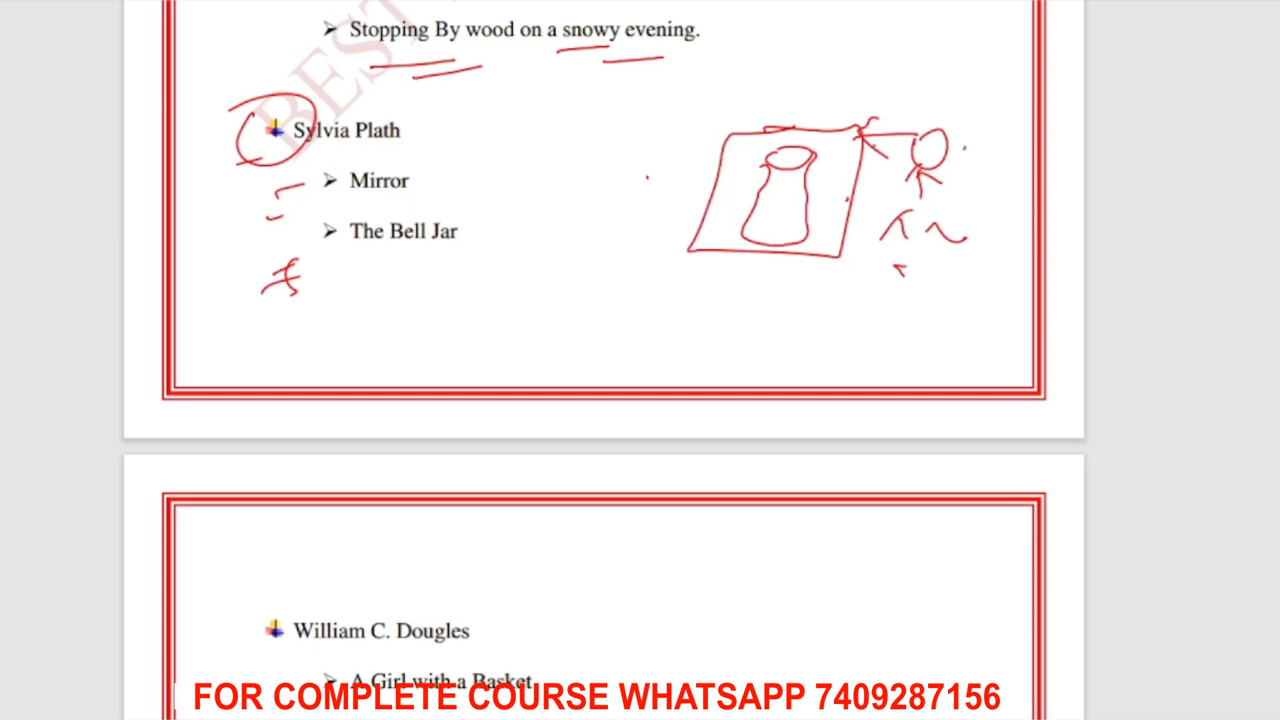 Stopping By wood on a snowy evening.
BEST
Sylvia Plath
Mirror
The Bell Jar
William C. Dougles
A Girl with a Basket
FOR COMPLETE COURSE WHATSAPP 7409287156